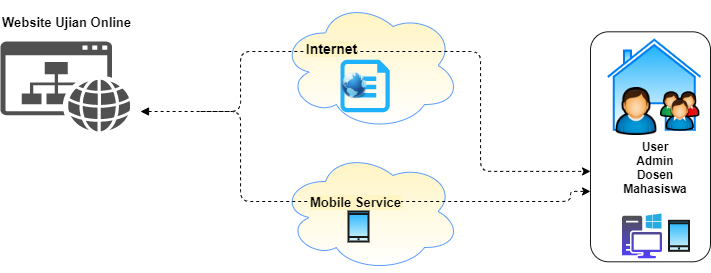 Website Ujian Online
Internet
Mobile Service
User
Admin
Dosen
Mahasiswa